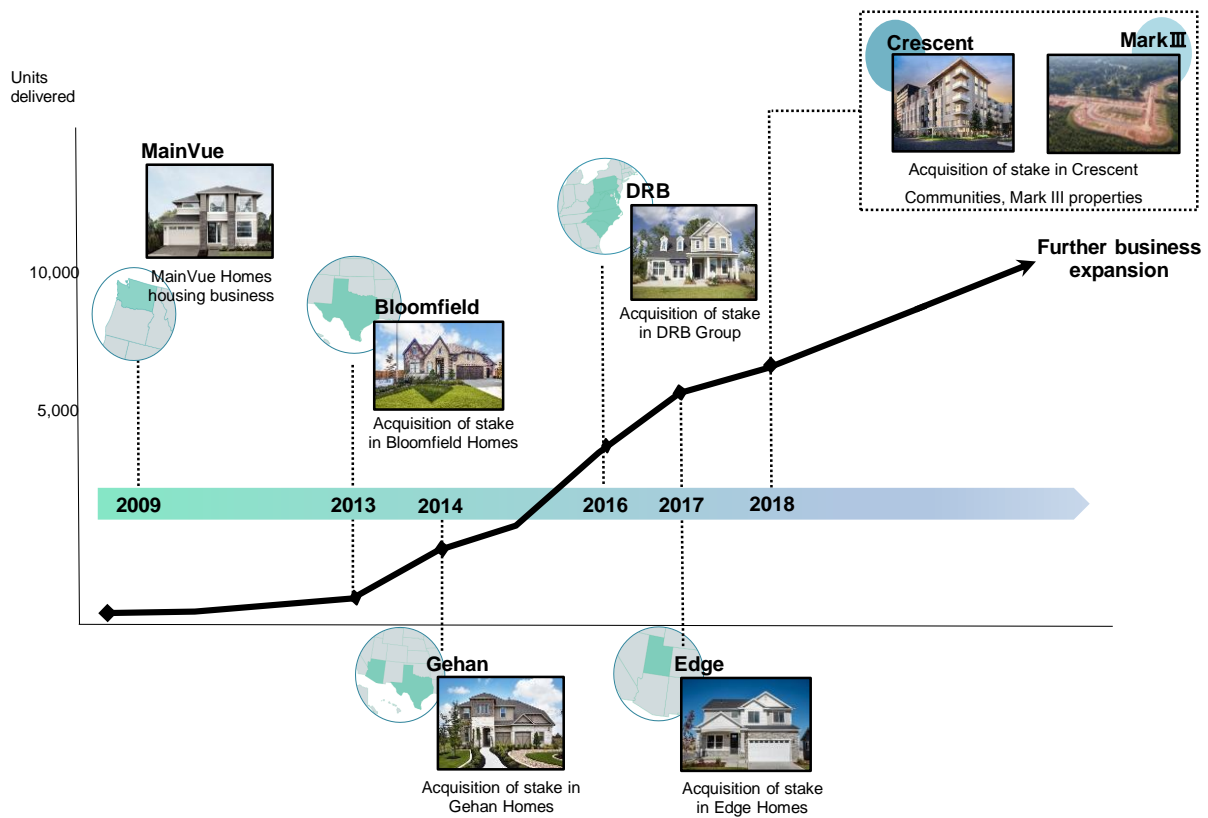 Units
delivered
10,000
5,000
MainVue
MainVue Homes
housing business
Bloomfield
Acquisition of stake
in Bloomfield Homes
DRB
Acquisition of stake
in DRB Group
Crescent
MarkⅢ
Acquisition of stake in Crescent
Communities, Mark III properties
Further business
expansion
2009
2013
2014
2016
2017
2018
Gehan
Acquisition of stake in
Gehan Homes
Edge
Acquisition of stake
in Edge Homes